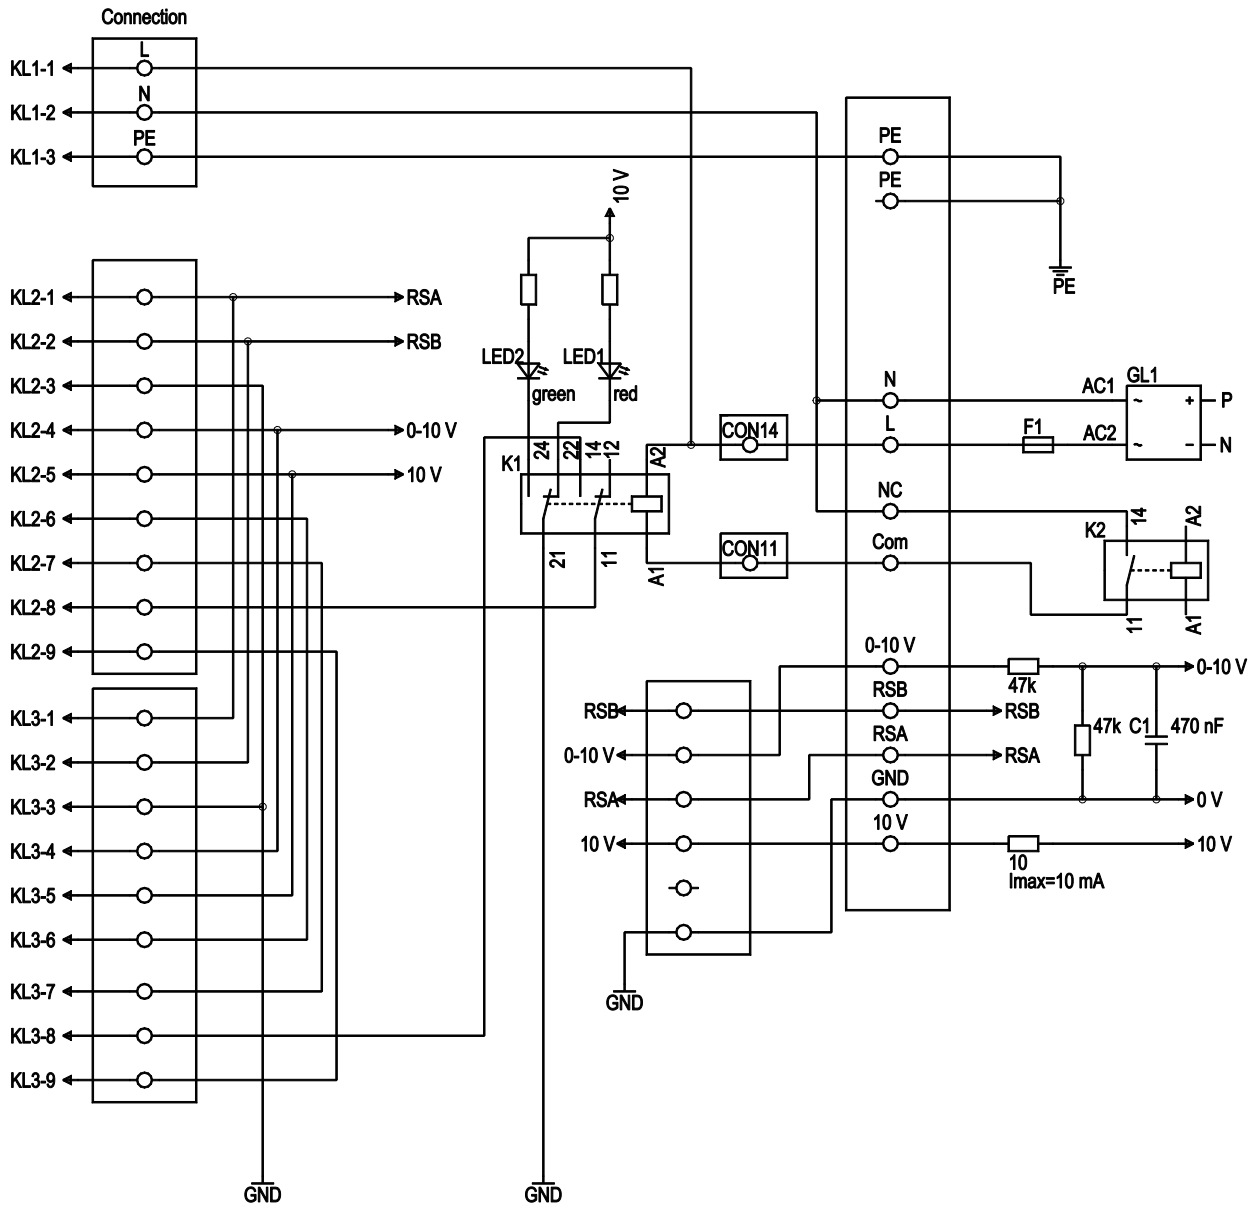 Connection
L
KL1-1
N
KL1-2
PE
KL1-3
PE
PE
PE
10 V
KL2-1
RSA
KL2-2
RSB
KL2-3
KL2-4
0-10 V
KL2-5
10 V
KL2-6
KL2-7
KL2-8
KL2-9
LED2
green
LED1
red
K1
24
22
14
12
A2
21
11
A1
CON14
CON11
N
L
NC
Com
F1
AC1
AC2
GL1
~
~
+
–
P
N
K2
14
A2
11
A1
KL3-1
KL3-2
KL3-3
KL3-4
KL3-5
KL3-6
KL3-7
KL3-8
KL3-9
0-10 V
47k
0-10 V
RSB
RSB
RSB
0-10 V
RSA
RSA
47k
C1
470 nF
RSA
GND
0 V
10 V
10 V
10
Imax=10 mA
10 V
GND
GND
GND